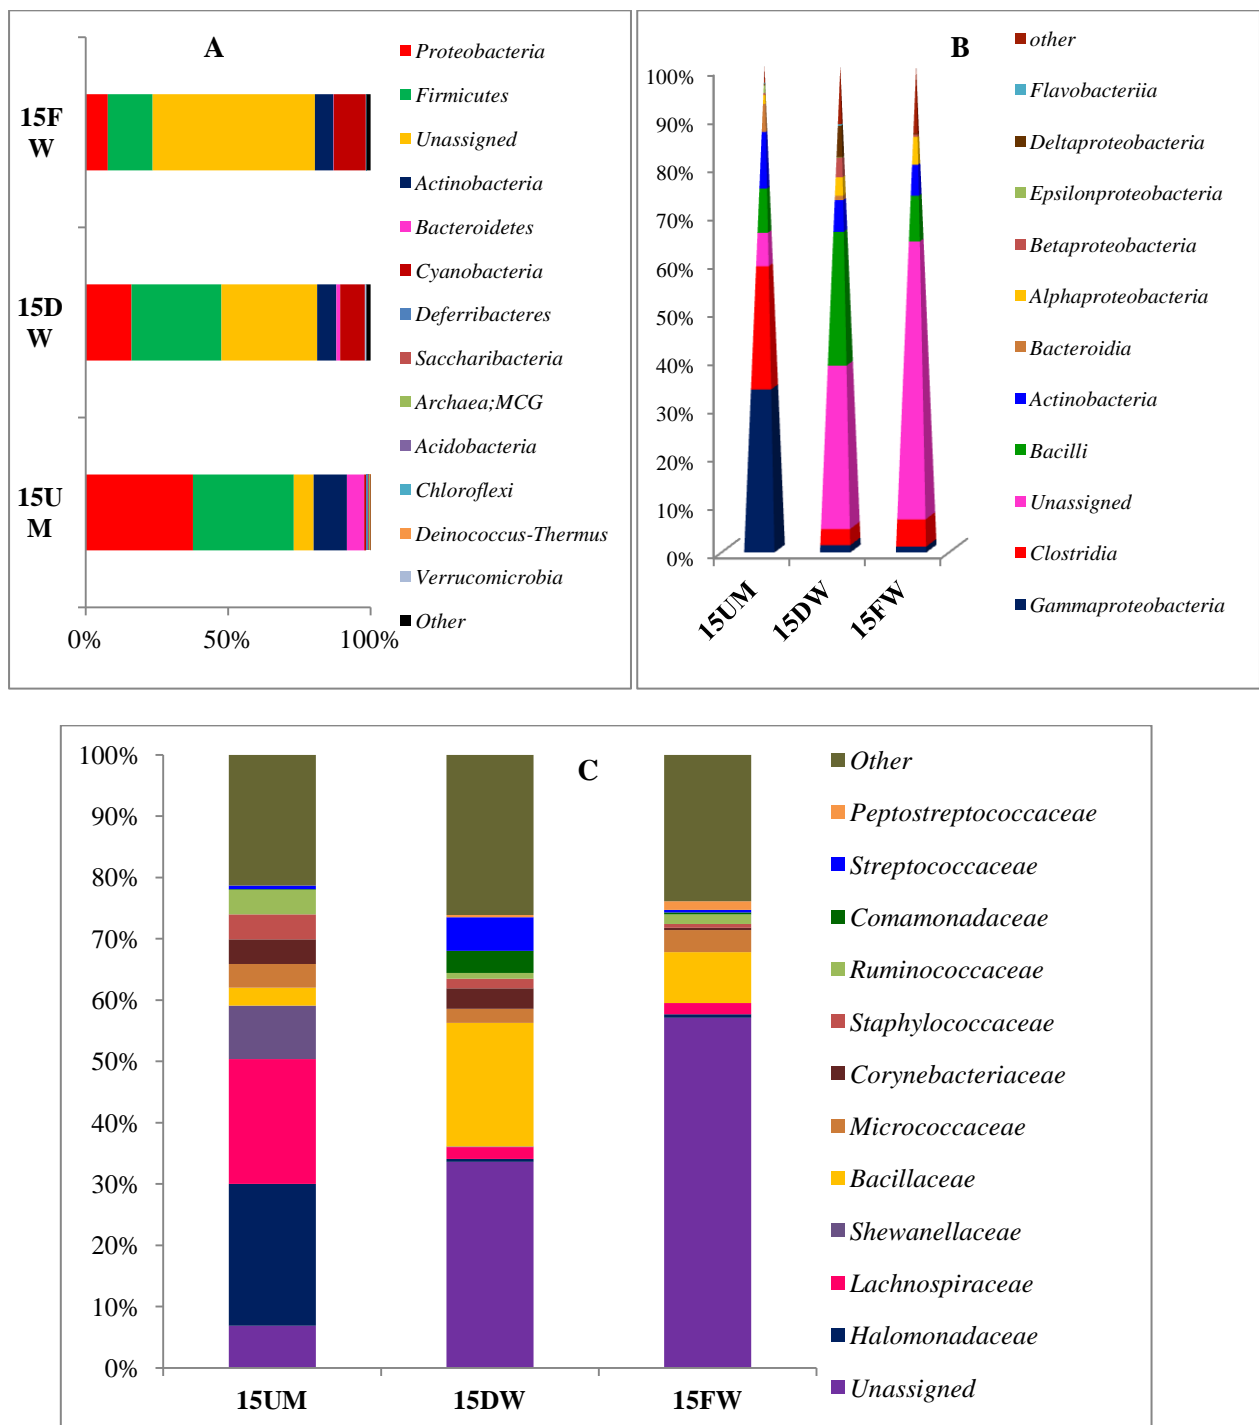 A
15F
W
15D
W
15U
M
0%
50%
100%
Proteobacteria
Firmicutes
Unassigned
Actinobacteria
Bacteroidetes
Cyanobacteria
Deferribacteres
Saccharibacteria
Archaea;MCG
Acidobacteria
Chloroflexi
Deinococcus-Thermus
Verrucomicrobia
Other
B
100%
90%
80%
70%
60%
50%
40%
30%
20%
10%
0%
15UM
15DW
15FW
other
Flavobacteriia
Deltaproteobacteria
Epsilonproteobacteria
Betaproteobacteria
Alphaproteobacteria
Bacteroidia
Actinobacteria
Bacilli
Unassigned
Clostridia
Gammaproteobacteria
C
100%
90%
80%
70%
60%
50%
40%
30%
20%
10%
0%
15UM
15DW
15FW
Other
Peptostreptococcaceae
Streptococcaceae
Comamonadaceae
Ruminococcaceae
Staphylococcaceae
Corynebacteriaceae
Micrococcaceae
Bacillaceae
Shewanellaceae
Lachnospiraceae
Halomonadaceae
Unassigned